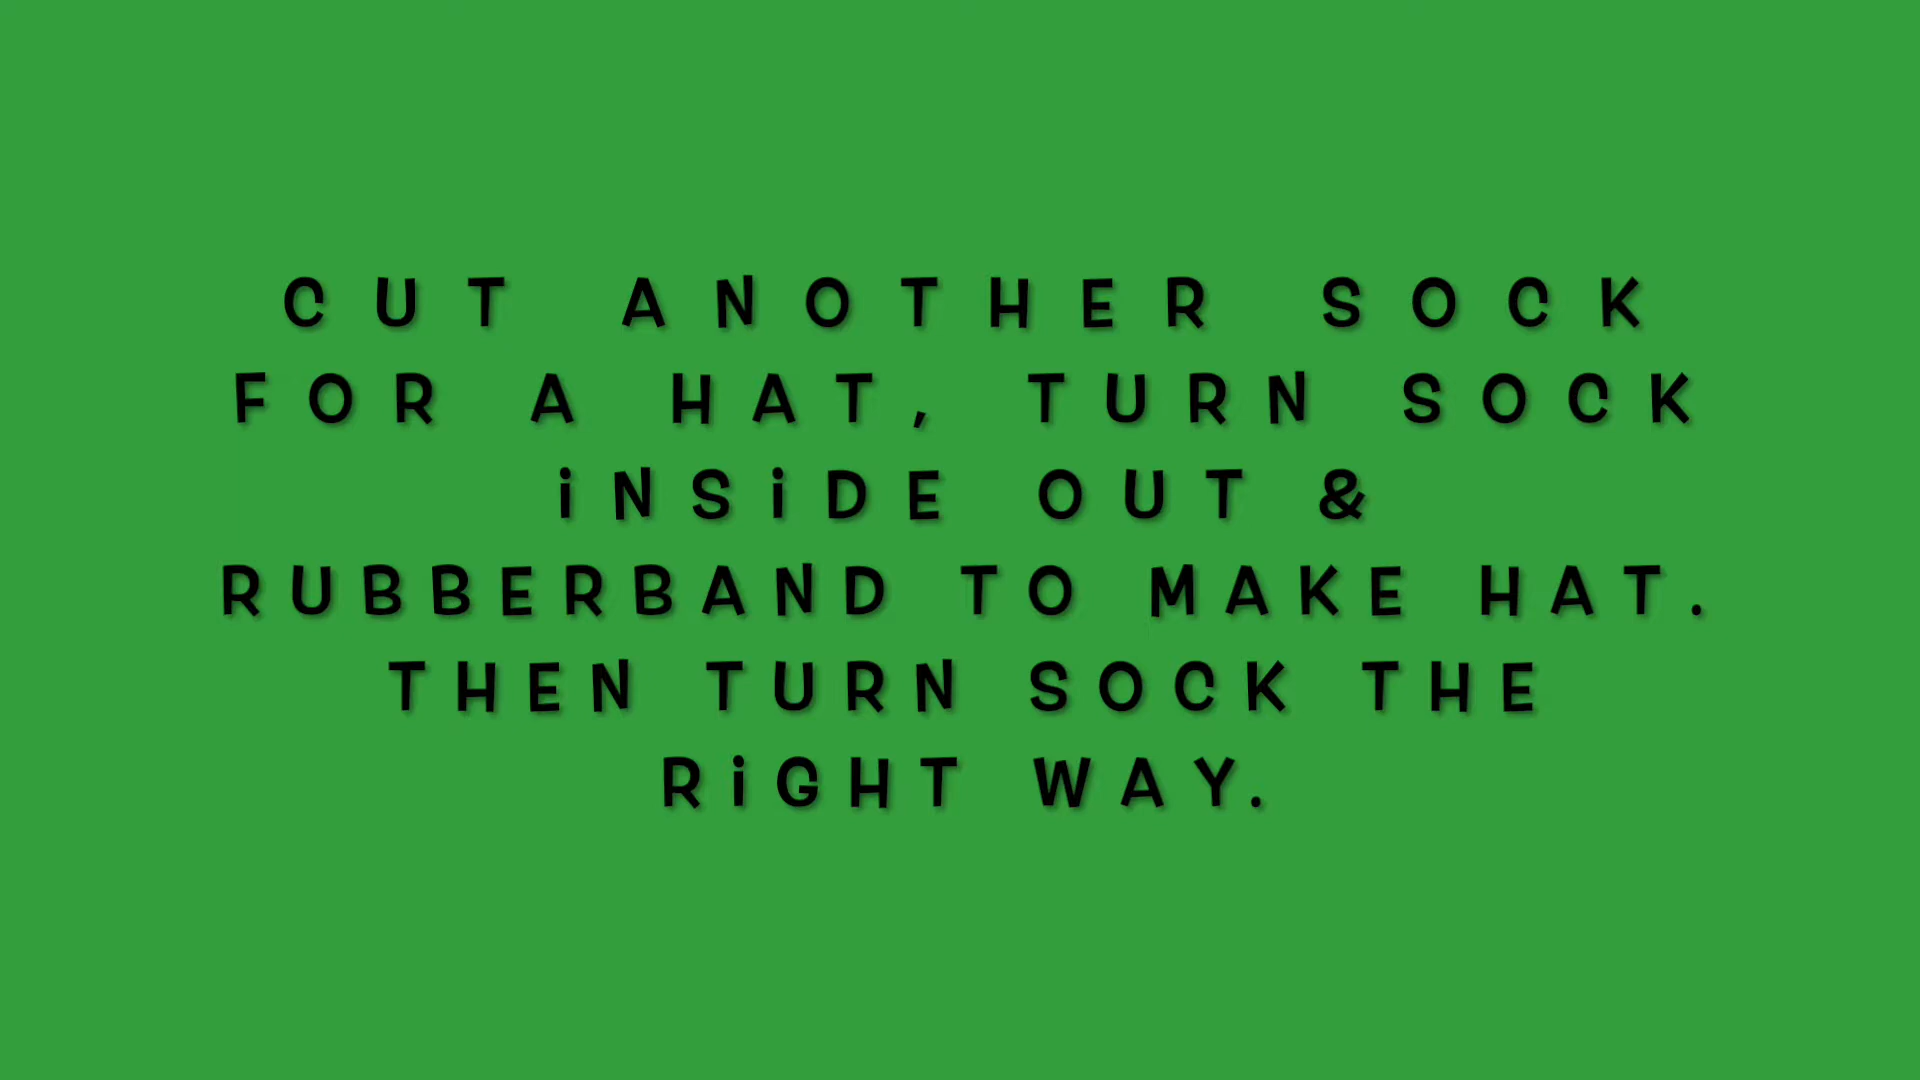 CUT ANOTHER SOCK
FOR A HAT, TURN SOCK
iNSiDE OUT &
RUBBERBAND TO MAKE HAT.
THEN TURN SOCK THE
RiGHT WAY.